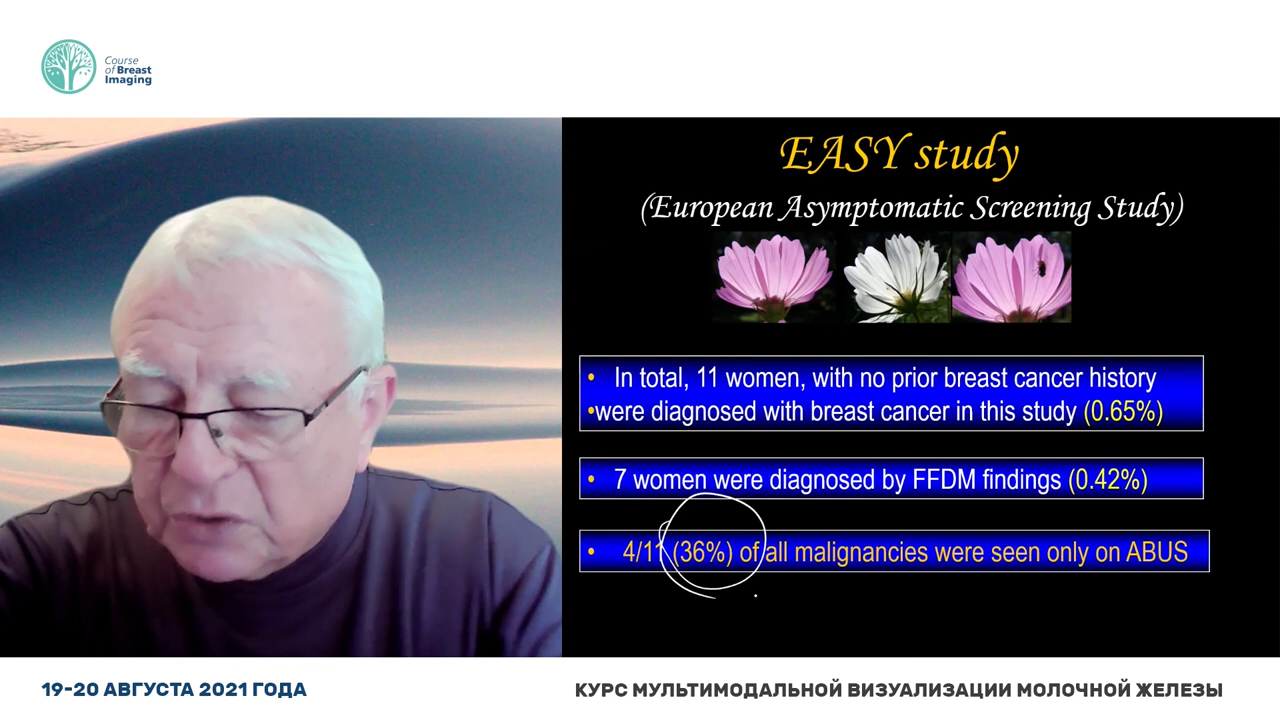 Course
of Breast
Imaging
EASY study
(European Asymptomatic Screening Study)
• In total, 11 women, with no prior breast cancer history
•were diagnosed with breast cancer in this study (0.65%)
• 7 women were diagnosed by FFDM findings (0.42%)
• 4/11 (36%) of all malignancies were seen only on ABUS
19-20 АВГУСТА 2021 ГОДА
КУРС МУЛЬТИМОДАЛЬНОЙ ВИЗУАЛИЗАЦИИ МОЛОЧНОЙ ЖЕЛЕЗЫ